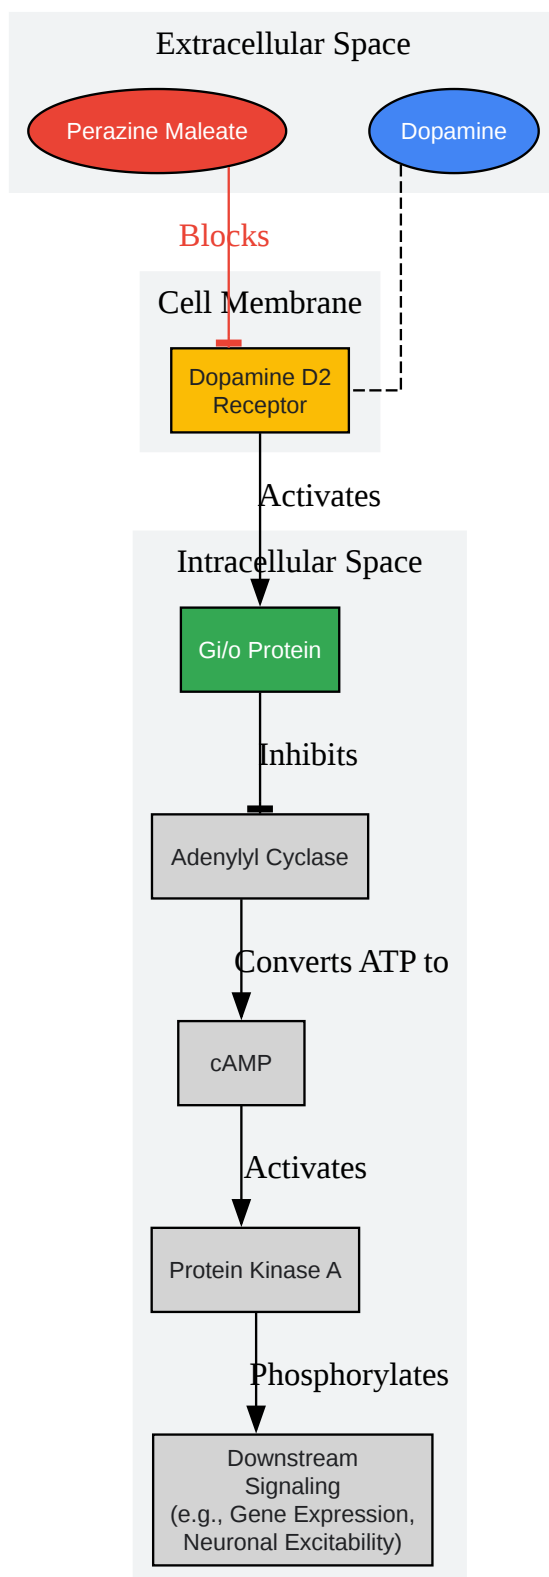 Extracellular Space
Perazine Maleate
Dopamine
Blocks
Cell Membrane
Dopamine D2
Receptor
Activates
Intracellular Space
Gi/o Protein
Inhibits
Adenylyl Cyclase
Converts ATP to
cAMP
Activates
Protein Kinase A
Phosphorylates
Downstream
Signaling
(e.g., Gene Expression,
Neuronal Excitability)